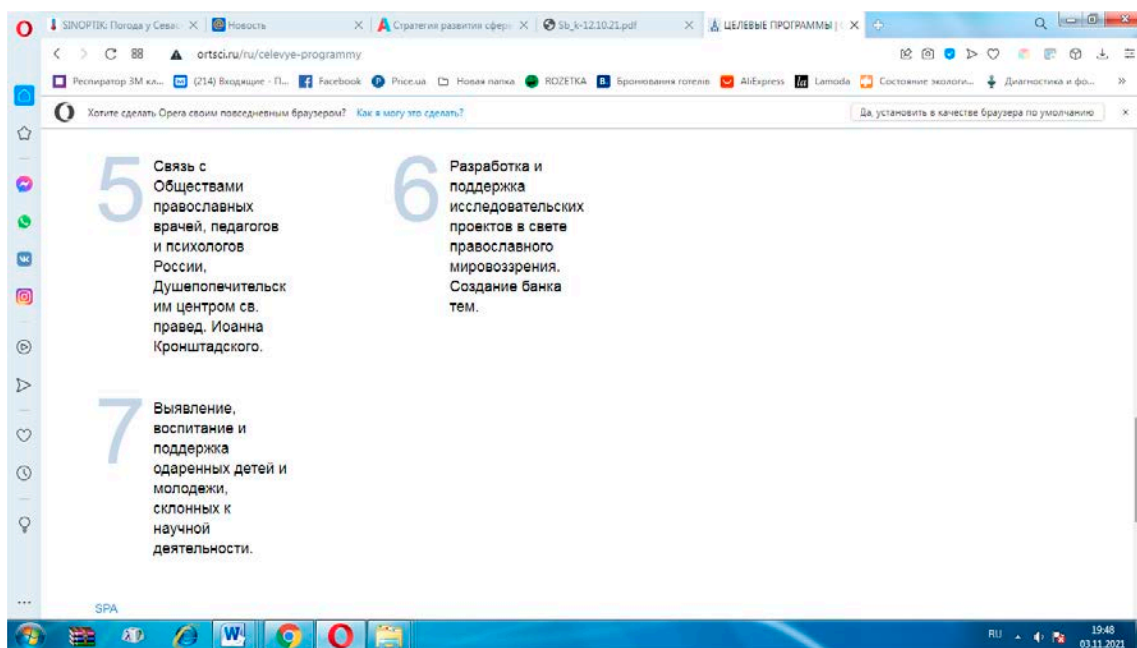 SINOPTIK: Погода у Севас
Новость
Стратегия развития сфер
Sb_k-12.10.21.pdf
ЦЕЛЕВЫЕ ПРОГРАММЫ |
ortsci.ru/ru/celevye-programmy
Респиратор 3М кл...
(214) Входящие - П...
Facebook
Price.ua
Новая папка
ROZETKA
Бронювання готелів
AliExpress
Lamoda
Состояние экологи...
Диагностика и фо...
Хотите сделать Opera своим повседневным браузером? Как я могу это сделать?
Да, установить в качестве браузера по умолчанию
5
Связь с
Обществами
православных
врачей, педагогов
и психологов
России,
Душепопечительск
им центром св.
правед. Иоанна
Кронштадского.
6
Разработка и
поддержка
исследовательских
проектов в свете
православного
мировоззрения.
Создание банка
тем.
7
Выявление,
воспитание и
поддержка
одаренных детей и
молодежи,
склонных к
научной
деятельности.
SPA
RU
19:48
03.11.2021